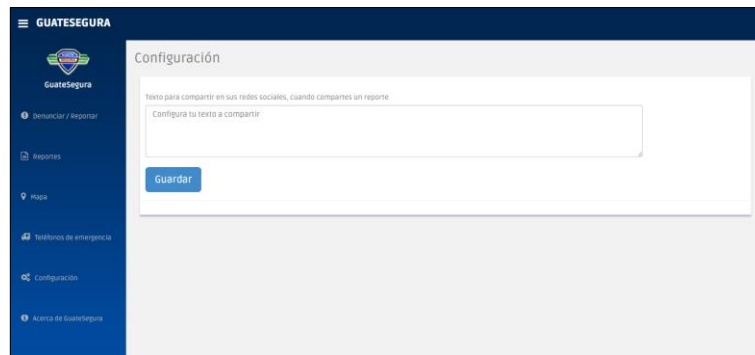 GUATESEGURA
GuateSegura
Denunciar / Reportar
Reportes
Mapa
Teléfonos de emergencia
Configuración
Acerca de GuateSegura
Configuración
Texto para compartir en sus redes sociales, cuando compartes un reporte
Configura tu texto a compartir
Guardar